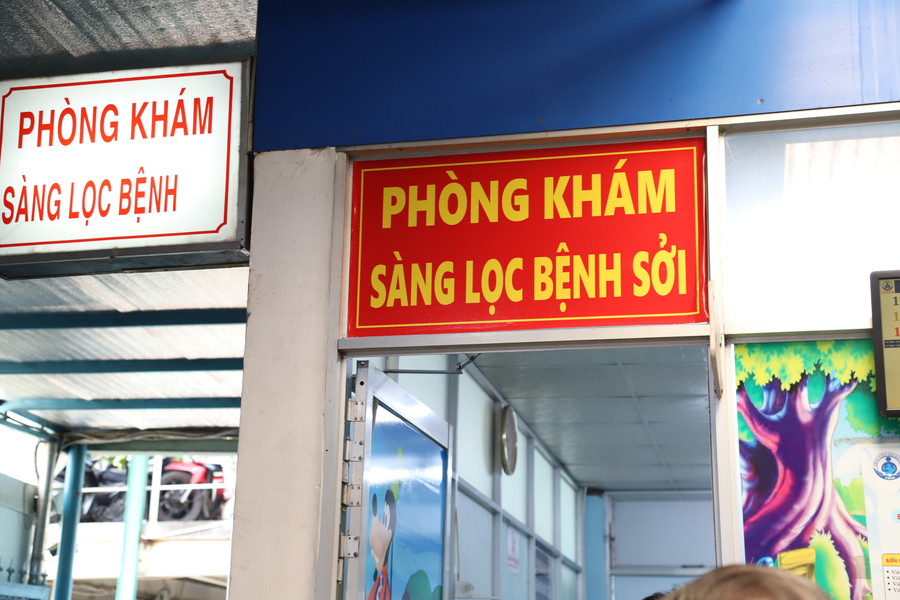 PHÒNG KHÁM
SÀNG LỌC BỆNH
PHÒNG KHÁM
SÀNG LỌC BỆNH SỞI